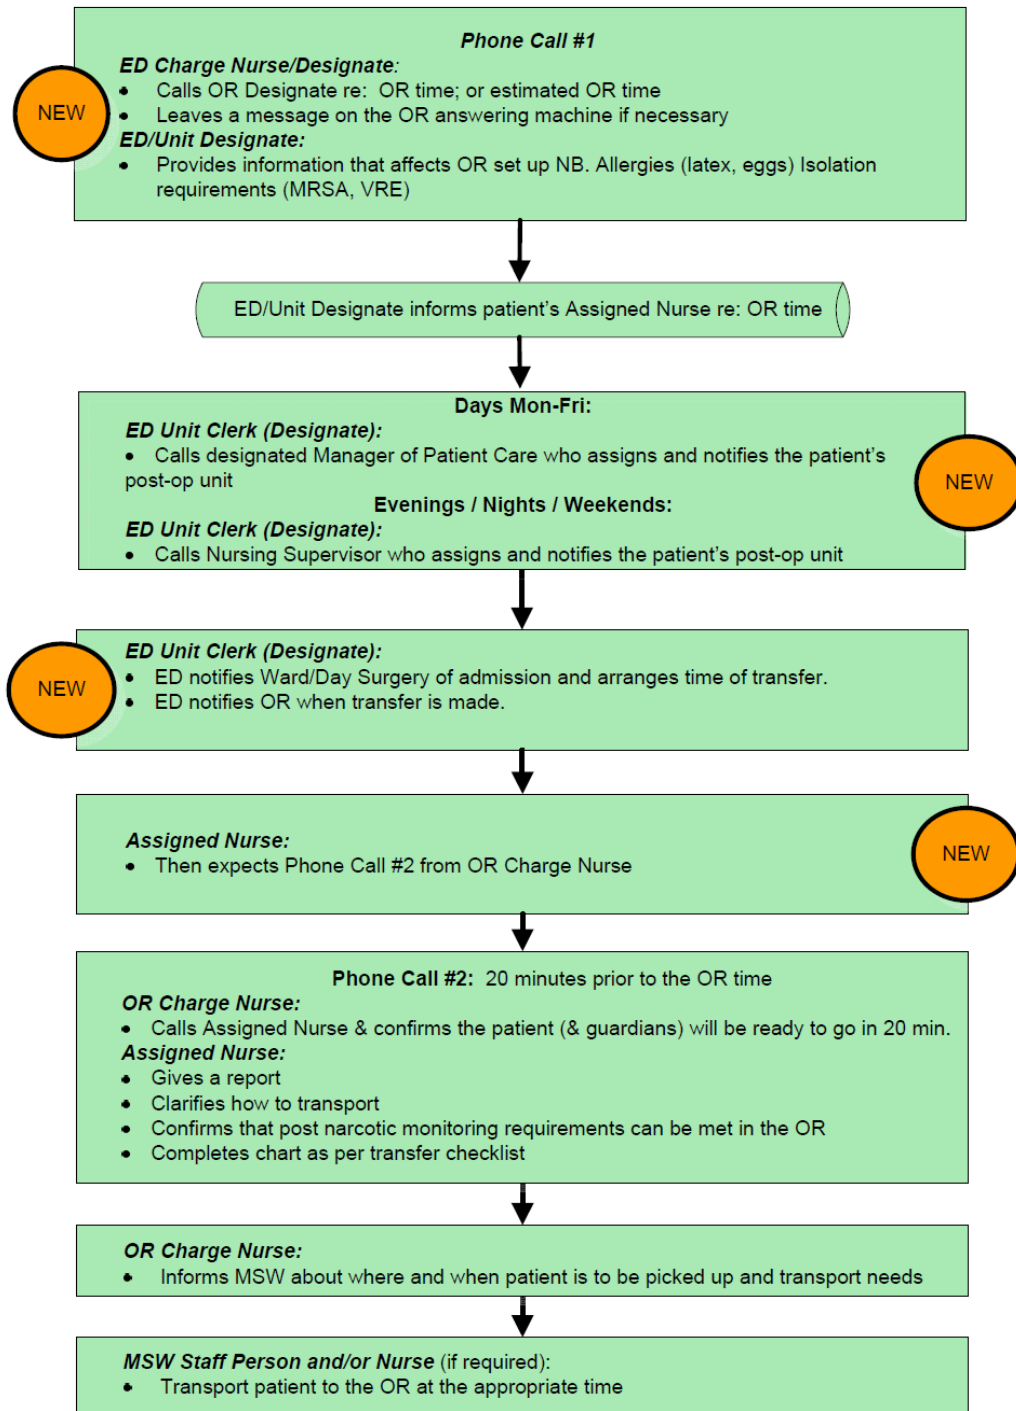 Phone Call #1
ED Charge Nurse/Designate:
• Calls OR Designate re: OR time; or estimated OR time
• Leaves a message on the OR answering machine if necessary
ED/Unit Designate:
• Provides information that affects OR set up NB. Allergies (latex, eggs) Isolation
requirements (MRSA, VRE)
NEW
ED/Unit Designate informs patient's Assigned Nurse re: OR time
Days Mon-Fri:
ED Unit Clerk (Designate):
• Calls designated Manager of Patient Care who assigns and notifies the patient's
post-op unit
Evenings / Nights / Weekends:
ED Unit Clerk (Designate):
• Calls Nursing Supervisor who assigns and notifies the patient's post-op unit
NEW
ED Unit Clerk (Designate):
• ED notifies Ward/Day Surgery of admission and arranges time of transfer.
• ED notifies OR when transfer is made.
NEW
Assigned Nurse:
• Then expects Phone Call #2 from OR Charge Nurse
NEW
Phone Call #2: 20 minutes prior to the OR time
OR Charge Nurse:
• Calls Assigned Nurse & confirms the patient (& guardians) will be ready to go in 20 min.
Assigned Nurse:
• Gives a report
• Clarifies how to transport
• Confirms that post narcotic monitoring requirements can be met in the OR
• Completes chart as per transfer checklist
OR Charge Nurse:
• Informs MSW about where and when patient is to be picked up and transport needs
MSW Staff Person and/or Nurse (if required):
• Transport patient to the OR at the appropriate time